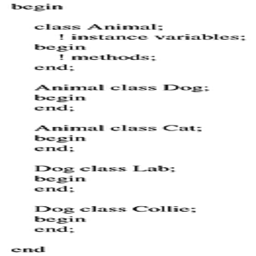 begin
class Animal;
! instance variables;
begin
! methods;
end;
Animal class Dog;
begin
end;
Animal class Cat;
begin
end;
Dog class Lab;
begin
end;
Dog class Collie;
begin
end;
end